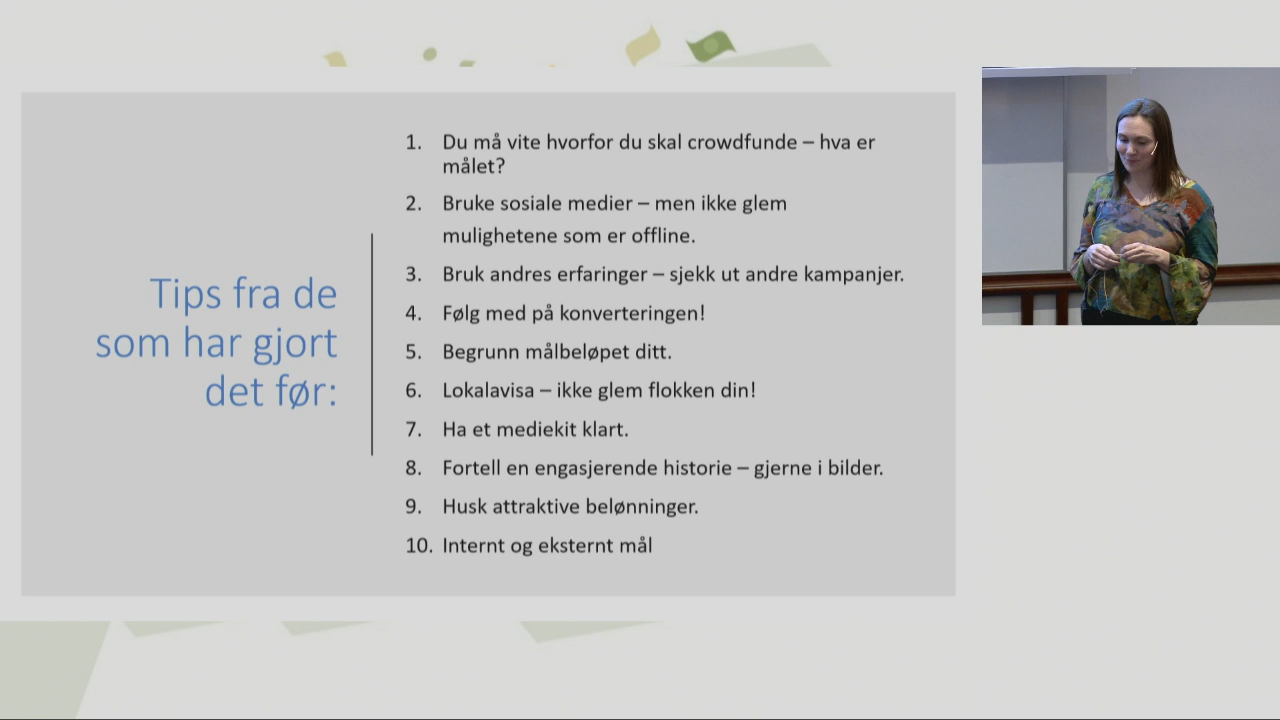 Tips fra de
som har gjort
det før:
1. Du må vite hvorfor du skal crowdfunde – hva er
målet?
2. Bruke sosiale medier – men ikke glem
mulighetene som er offline.
3. Bruk andres erfaringer – sjekk ut andre kampanjer.
4. Følg med på konverteringen!
5. Begrunn målbeløpet ditt.
6. Lokalavisa – ikke glem flokken din!
7. Ha et mediekit klart.
8. Fortell en engasjerende historie – gjerne i bilder.
9. Husk attraktive belønninger.
10. Internt og eksternt mål